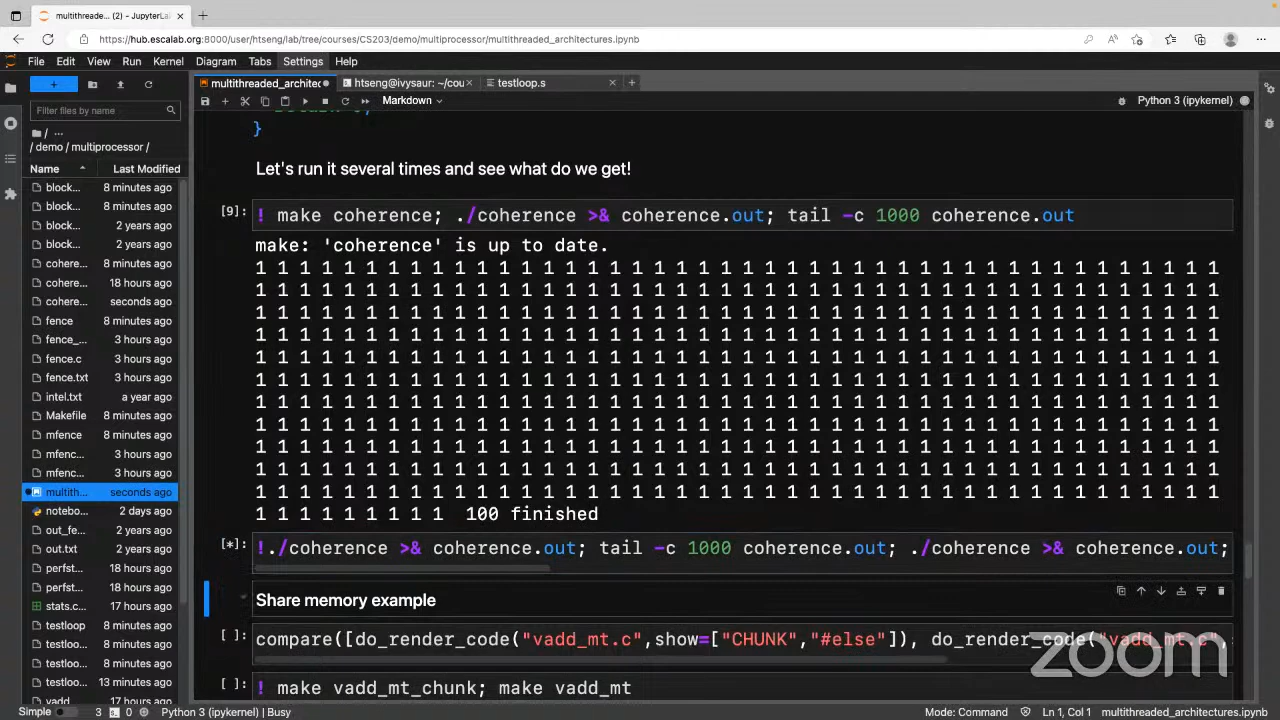 multithreade... (2) - JupyterLa
https://hub.escalab.org:8000/user/htseng/lab/tree/courses/CS203/demo/multiprocessor/multithreaded_architectures.ipynb
File Edit View Run Kernel Diagram Tabs Settings Help
multithreaded_architec
htseng@ivysaur: ~/cou
testloop.s
Markdown
Python 3 (ipykernel)
Filter files by name
/ ...
/ demo / multiprocessor /
Name Last Modified
block... 8 minutes ago
block... 8 minutes ago
block... 2 years ago
block... 2 years ago
cohere... 8 minutes ago
cohere... 18 hours ago
cohere... seconds ago
fence 8 minutes ago
fence_... 3 hours ago
fence.c 3 hours ago
fence.txt 3 hours ago
intel.txt a year ago
Makefile 8 minutes ago
mfence 8 minutes ago
mfenc... 3 hours ago
mfenc... 3 hours ago
multith... seconds ago
notebo... 2 days ago
out_fe... 2 years ago
out.txt 2 years ago
perfst... 18 hours ago
perfst... 18 hours ago
stats.c... 17 hours ago
testloop 8 minutes ago
testloo... 8 minutes ago
testloo... 8 minutes ago
testloo... 13 minutes ago
vadd 17 hours ago
}
Let's run it several times and see what do we get!
[9]: ! make coherence; ./coherence >& coherence.out; tail -c 1000 coherence.out
make: 'coherence' is up to date.
1 1 1 1 1 1 1 1 1 1 1 1 1 1 1 1 1 1 1 1 1 1 1 1 1 1 1 1 1 1 1 1 1 1 1 1 1 1 1 1 1 1 1 1
1 1 1 1 1 1 1 1 1 1 1 1 1 1 1 1 1 1 1 1 1 1 1 1 1 1 1 1 1 1 1 1 1 1 1 1 1 1 1 1 1 1 1 1
1 1 1 1 1 1 1 1 1 1 1 1 1 1 1 1 1 1 1 1 1 1 1 1 1 1 1 1 1 1 1 1 1 1 1 1 1 1 1 1 1 1 1 1
1 1 1 1 1 1 1 1 1 1 1 1 1 1 1 1 1 1 1 1 1 1 1 1 1 1 1 1 1 1 1 1 1 1 1 1 1 1 1 1 1 1 1 1
1 1 1 1 1 1 1 1 1 1 1 1 1 1 1 1 1 1 1 1 1 1 1 1 1 1 1 1 1 1 1 1 1 1 1 1 1 1 1 1 1 1 1 1
1 1 1 1 1 1 1 1 1 1 1 1 1 1 1 1 1 1 1 1 1 1 1 1 1 1 1 1 1 1 1 1 1 1 1 1 1 1 1 1 1 1 1 1
1 1 1 1 1 1 1 1 1 1 1 1 1 1 1 1 1 1 1 1 1 1 1 1 1 1 1 1 1 1 1 1 1 1 1 1 1 1 1 1 1 1 1 1
1 1 1 1 1 1 1 1 1 1 1 1 1 1 1 1 1 1 1 1 1 1 1 1 1 1 1 1 1 1 1 1 1 1 1 1 1 1 1 1 1 1 1 1
1 1 1 1 1 1 1 1 1 1 1 1 1 1 1 1 1 1 1 1 1 1 1 1 1 1 1 1 1 1 1 1 1 1 1 1 1 1 1 1 1 1 1 1
1 1 1 1 1 1 1 1 1 1 1 1 1 1 1 1 1 1 1 1 1 1 1 1 1 1 1 1 1 1 1 1 1 1 1 1 1 1 1 1 1 1 1 1
1 1 1 1 1 1 1 1 1 1 1 1 1 1 1 1 1 1 1 1 1 1 1 1 1 1 1 1 1 1 1 1 1 1 1 1 1 1 1 1 1 1 1 1
1 1 1 1 1 1 1 1 1 100 finished
[*]: !./coherence >& coherence.out; tail -c 1000 coherence.out; ./coherence >& coherence.out;
Share memory example
[ ]: compare([do_render_code("vadd_mt.c",show=["CHUNK","#else"]), do_render_code("vadd_mt.c",
[ ]: ! make vadd_mt_chunk; make vadd_mt
zoom
Simple 3 0 Python 3 (ipykernel) | Busy Mode: Command Ln 1, Col 1 multithreaded_architectures.ipynb